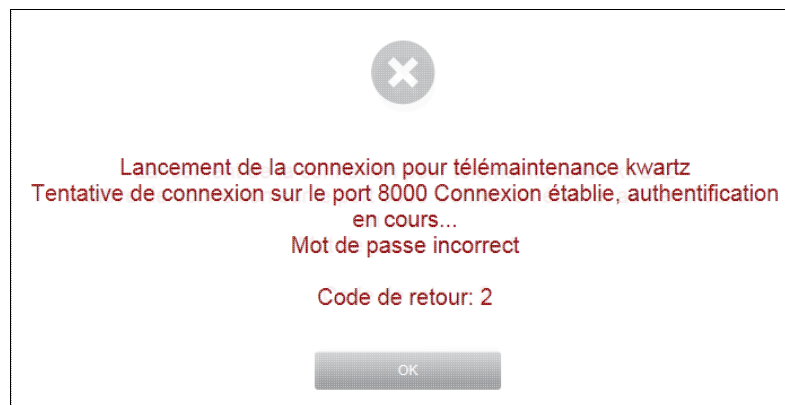 Lancement de la connexion pour télémaintenance kwartz
Tentative de connexion sur le port 8000 Connexion établie, authentification
en cours...
Mot de passe incorrect
Code de retour: 2
OK